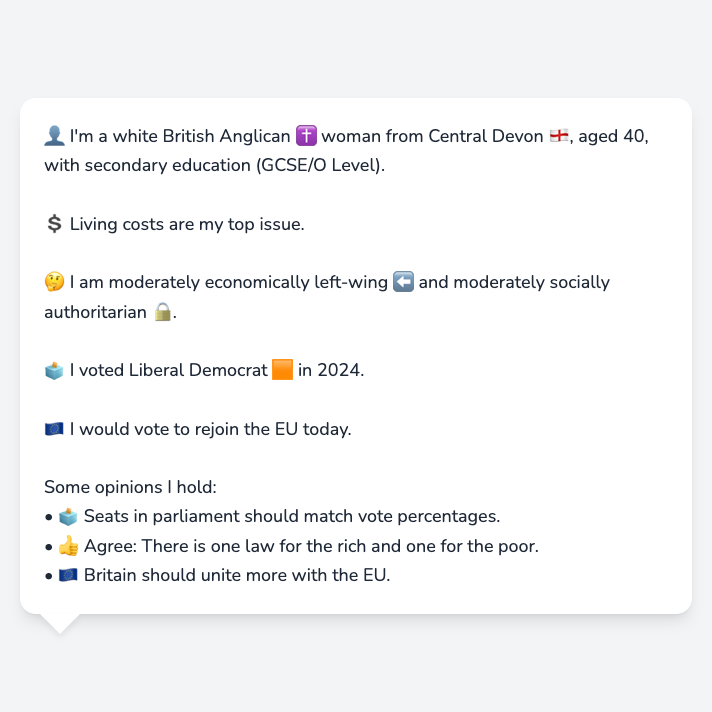 👤 I'm a white British Anglican ✝️ woman from Central Devon 🏴󠁧󠁢󠁥󠁮󠁧󠁿, aged 40,
with secondary education (GCSE/O Level).
💲 Living costs are my top issue.
🤔 I am moderately economically left-wing ⬅️ and moderately socially
authoritarian 🔒.
🗳️ I voted Liberal Democrat 🟧 in 2024.
🇪🇺 I would vote to rejoin the EU today.
Some opinions I hold:
• 🗳️ Seats in parliament should match vote percentages.
• 👍 Agree: There is one law for the rich and one for the poor.
• 🇪🇺 Britain should unite more with the EU.